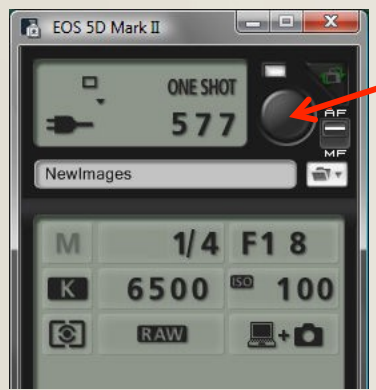 EOS 5D Mark II
ONE SHOT
577
AF
MF
NewImages
M 1/4 F1 8
K 6500 ISO 100
RAW +